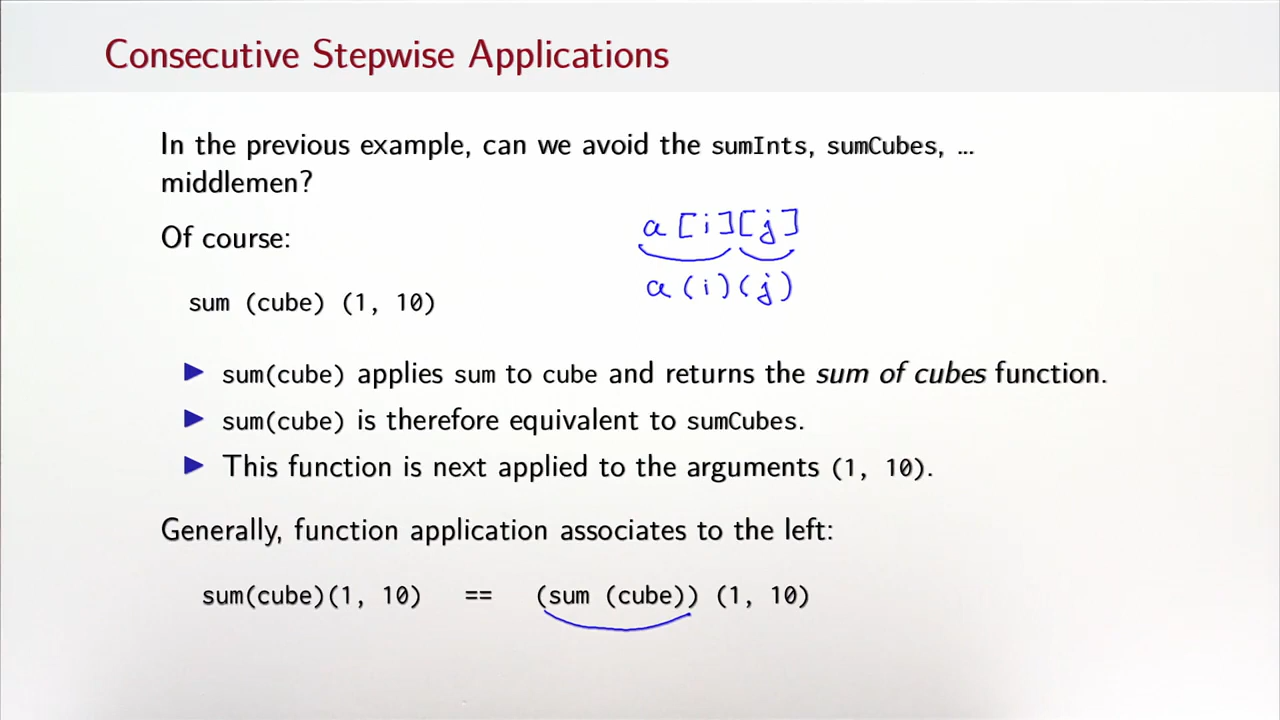 Consecutive Stepwise Applications
In the previous example, can we avoid the sumInts, sumCubes, …
middlemen?
Of course:
a[i][j]
a(i)(j)
sum (cube) (1, 10)
▶ sum(cube) applies sum to cube and returns the sum of cubes function.
▶ sum(cube) is therefore equivalent to sumCubes.
▶ This function is next applied to the arguments (1, 10).
Generally, function application associates to the left:
sum(cube)(1, 10) == (sum (cube)) (1, 10)